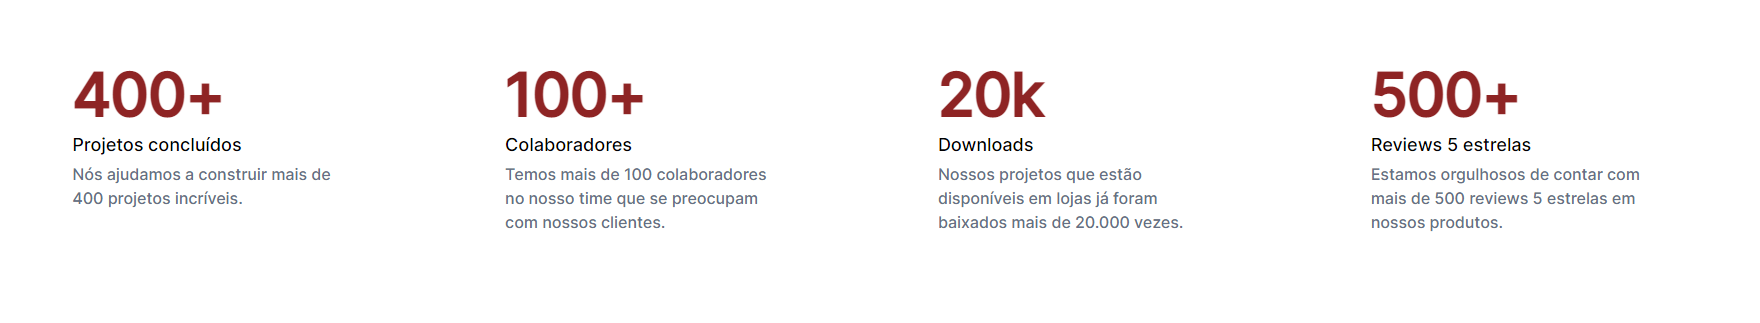 400+
Projetos concluídos
Nós ajudamos a construir mais de
400 projetos incríveis.
100+
Colaboradores
Temos mais de 100 colaboradores
no nosso time que se preocupam
com nossos clientes.
20k
Downloads
Nossos projetos que estão
disponíveis em lojas já foram
baixados mais de 20.000 vezes.
500+
Reviews 5 estrelas
Estamos orgulhosos de contar com
mais de 500 reviews 5 estrelas em
nossos produtos.